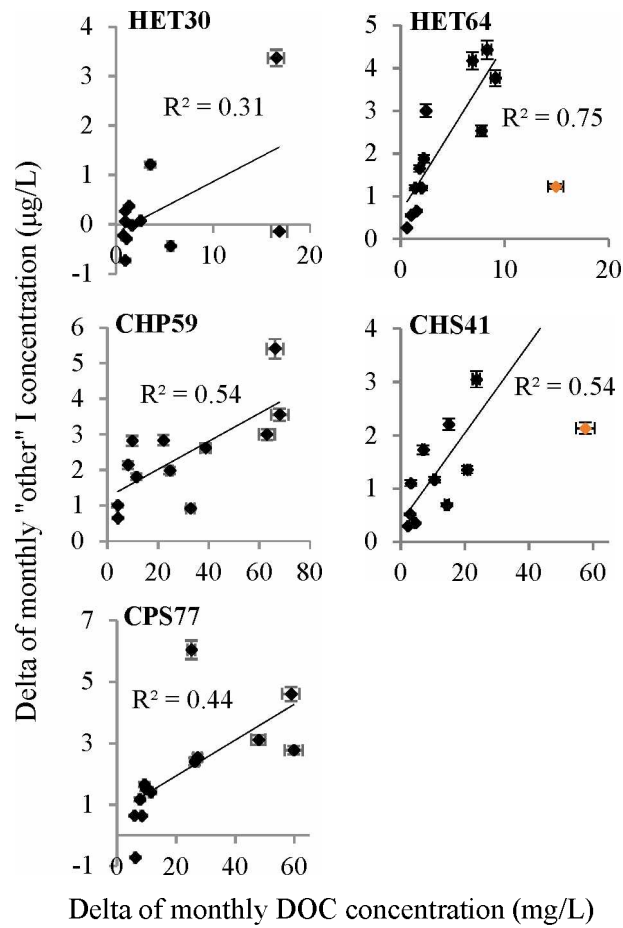 HET30
4
3
2
1
0
-1
R² = 0.31
0 10 20
HET64
5
4
3
2
1
0
R² = 0.75
0 10 20
CHP59
6
5
4
3
2
1
0
R² = 0.54
0 20 40 60 80
CHS41
4
3
2
1
0
R² = 0.54
0 20 40 60
CPS77
7
5
3
1
-1
R² = 0.44
0 20 40 60
Delta of monthly "other" I concentration (µg/L)
Delta of monthly DOC concentration (mg/L)